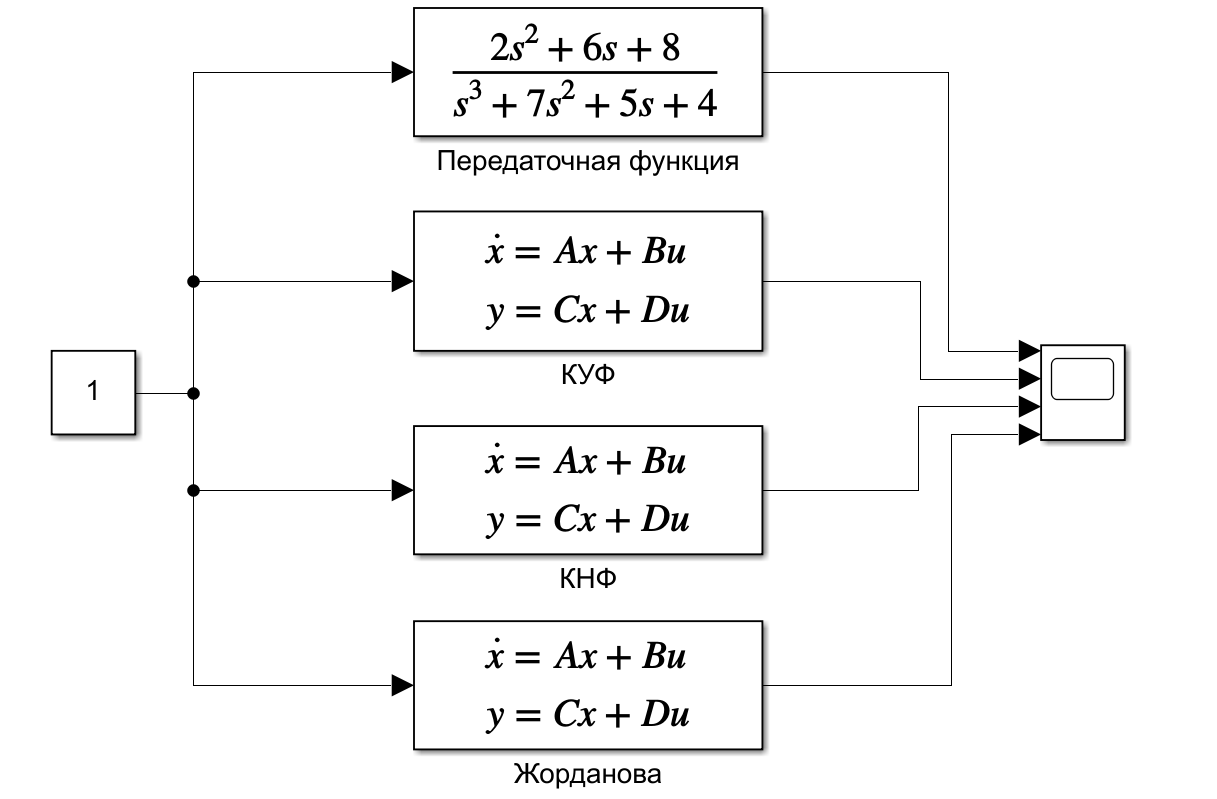 2s² + 6s + 8
s³ + 7s² + 5s + 4
Передаточная функция
ẋ = Ax + Bu
y = Cx + Du
КУФ
1
ẋ = Ax + Bu
y = Cx + Du
КНФ
ẋ = Ax + Bu
y = Cx + Du
Жорданова